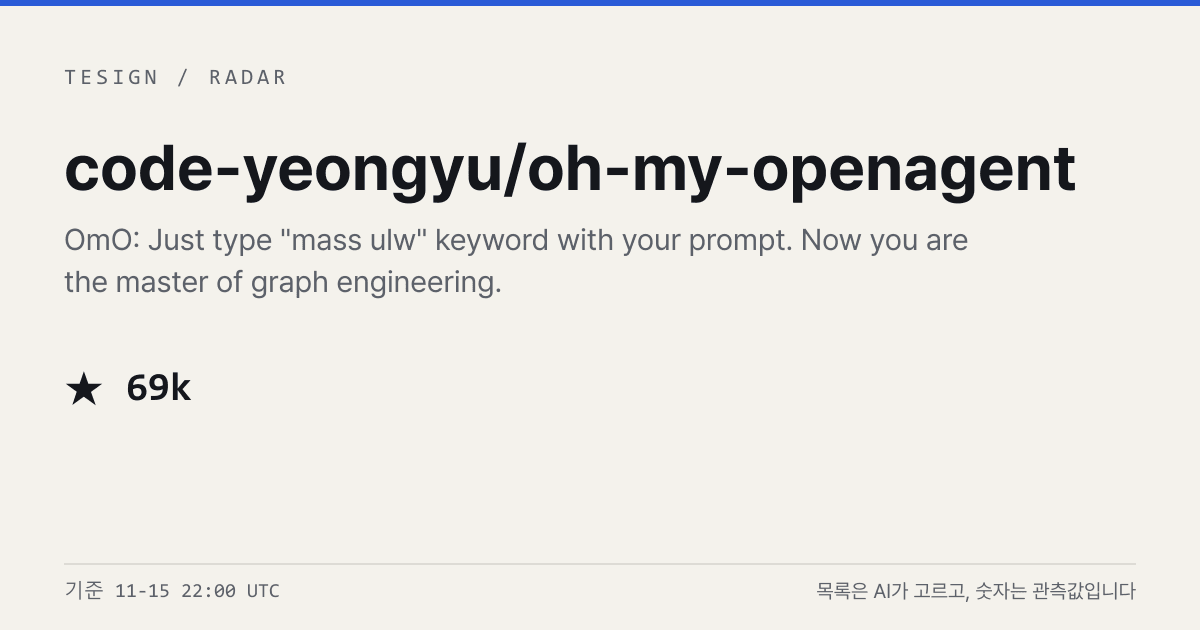 TESIGN / RADAR
code-yeongyu/oh-my-openagent
OmO: Just type "mass ulw" keyword with your prompt. Now you are
the master of graph engineering.
★ 69k
기준 11-15 22:00 UTC
목록은 AI가 고르고, 숫자는 관측값입니다